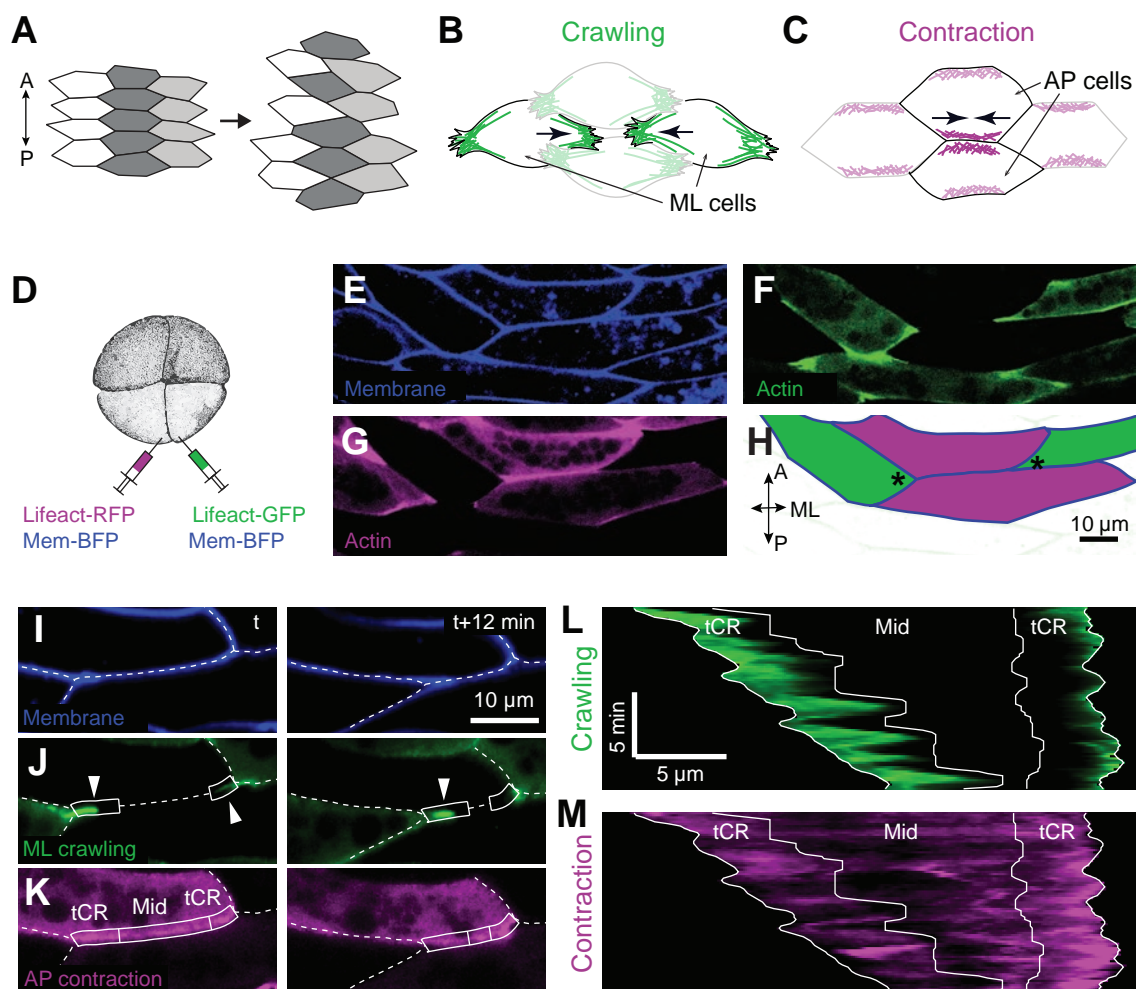 A
A
P
B
Crawling
ML cells
C
Contraction
AP cells
D
Lifeact-RFP
Mem-BFP
Lifeact-GFP
Mem-BFP
E
Membrane
F
Actin
G
Actin
H
A
ML
P
*
*
10 µm
I
t
Membrane
t+12 min
10 µm
J
ML crawling
K
tCR
Mid
tCR
AP contraction
L
Crawling
tCR
Mid
tCR
5 min
5 µm
M
Contraction
tCR
Mid
tCR